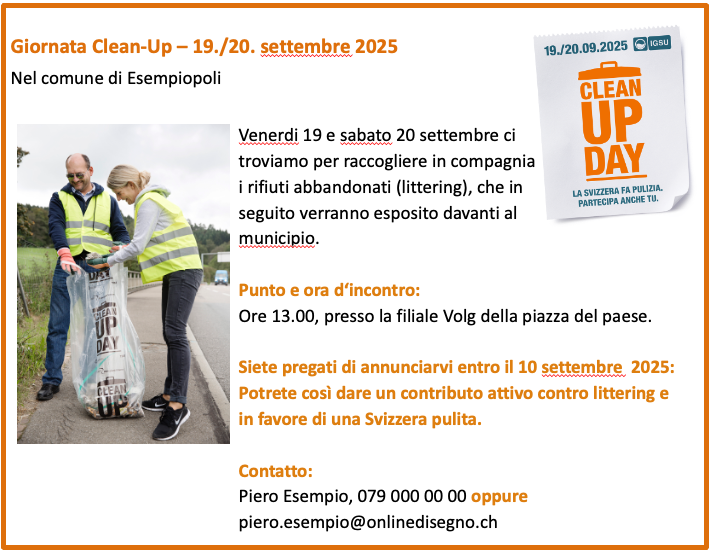 Giornata Clean-Up – 19./20. settembre 2025
Nel comune di Esempiopoli
19./20.09.2025 IGSU
CLEAN
UP
DAY
LA SVIZZERA FA PULIZIA.
PARTECIPA ANCHE TU.
Venerdi 19 e sabato 20 settembre ci
troviamo per raccogliere in compagnia
i rifiuti abbandonati (littering), che in
seguito verranno esposito davanti al
municipio.
DAY
CLEAN
UP
DAY
CLEAN
UP
Punto e ora d‘incontro:
Ore 13.00, presso la filiale Volg della piazza del paese.
Siete pregati di annunciarvi entro il 10 settembre 2025:
Potrete così dare un contributo attivo contro littering e
in favore di una Svizzera pulita.
Contatto:
Piero Esempio, 079 000 00 00 oppure
piero.esempio@onlinedisegno.ch